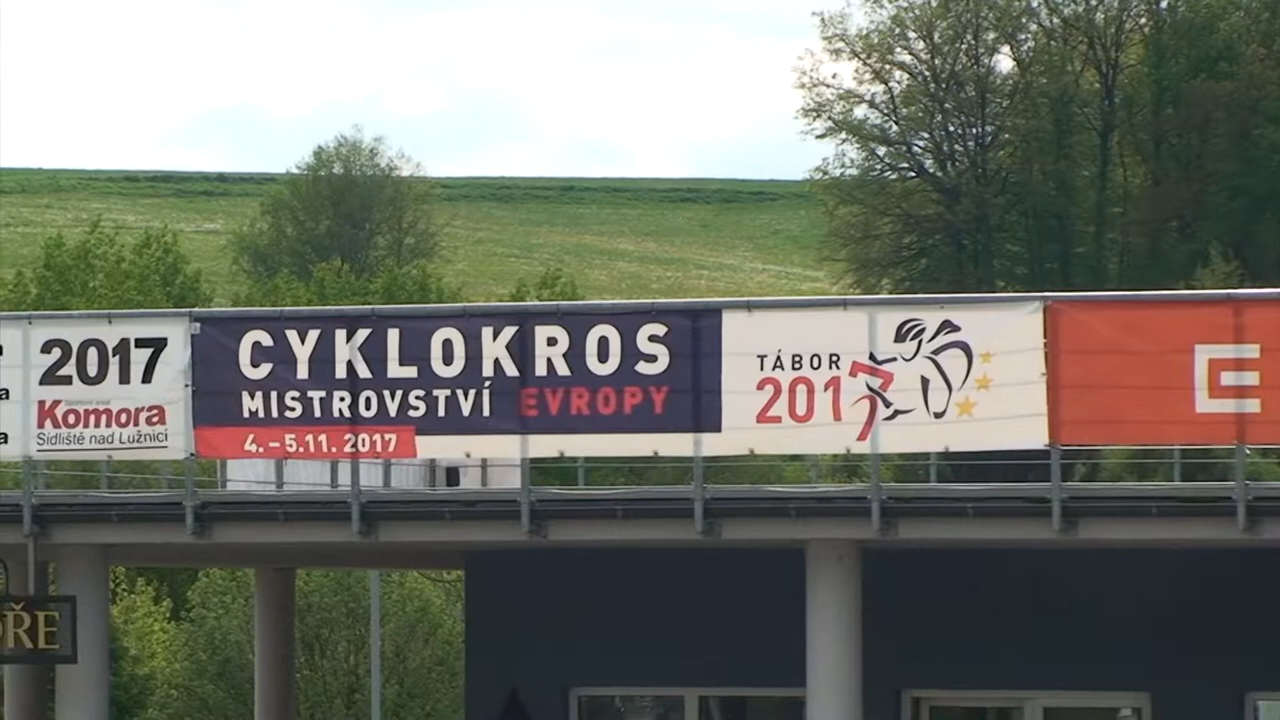 2017
Komora
Sídliště nad Lužnicí
CYKLOKROS
MISTROVSTVÍ EVROPY
4.–5.11. 2017
TÁBOR
2017
ŘE